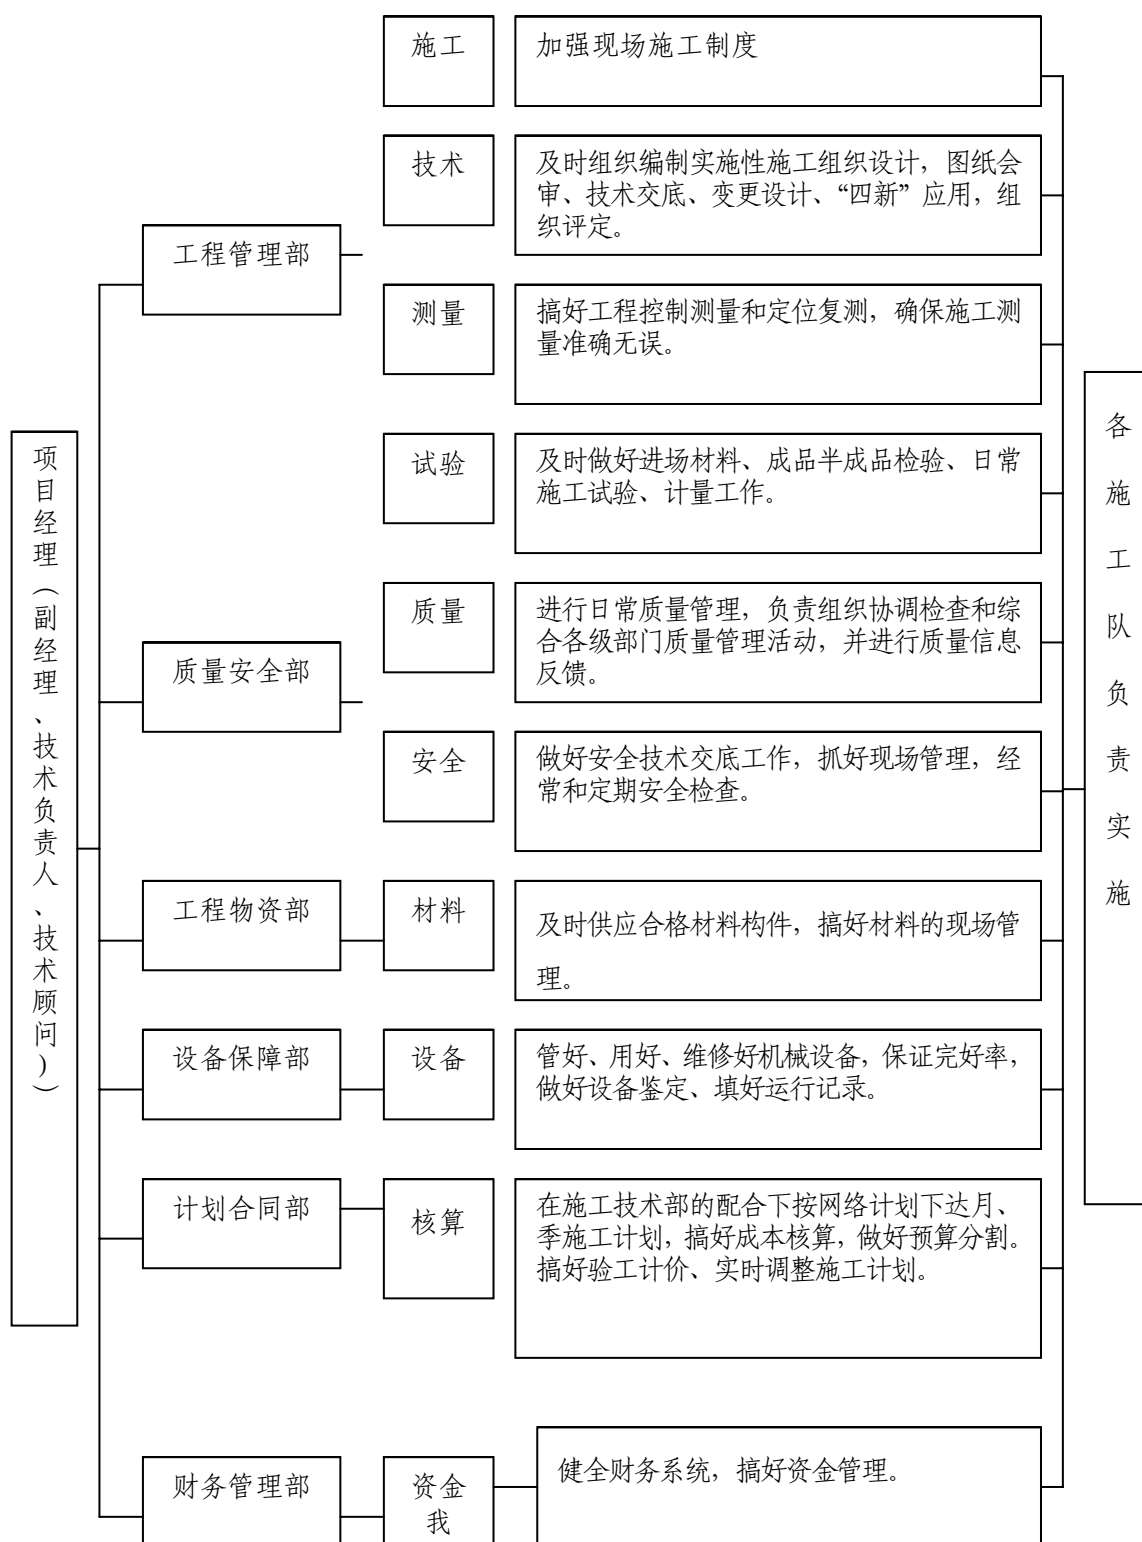 施工
加强现场施工制度
技术
及时组织编制实施性施工组织设计，图纸会
审、技术交底、变更设计、“四新”应用，组
织评定。
工程管理部
测量
搞好工程控制测量和定位复测，确保施工测
量准确无误。
试验
及时做好进场材料、成品半成品检验、日常
施工试验、计量工作。
项目经理（副经理、技术负责人、技术顾问)）
各施工队负责实施
质量
进行日常质量管理，负责组织协调检查和综
合各级部门质量管理活动，并进行质量信息
反馈。
质量安全部
安全
做好安全技术交底工作，抓好现场管理，经
常和定期安全检查。
工程物资部
材料
及时供应合格材料构件，搞好材料的现场管
理。
设备保障部
设备
管好、用好、维修好机械设备，保证完好率，
做好设备鉴定、填好运行记录。
计划合同部
核算
在施工技术部的配合下按网络计划下达月、
季施工计划，搞好成本核算，做好预算分割。
搞好验工计价、实时调整施工计划。
财务管理部
资金
我
健全财务系统，搞好资金管理。